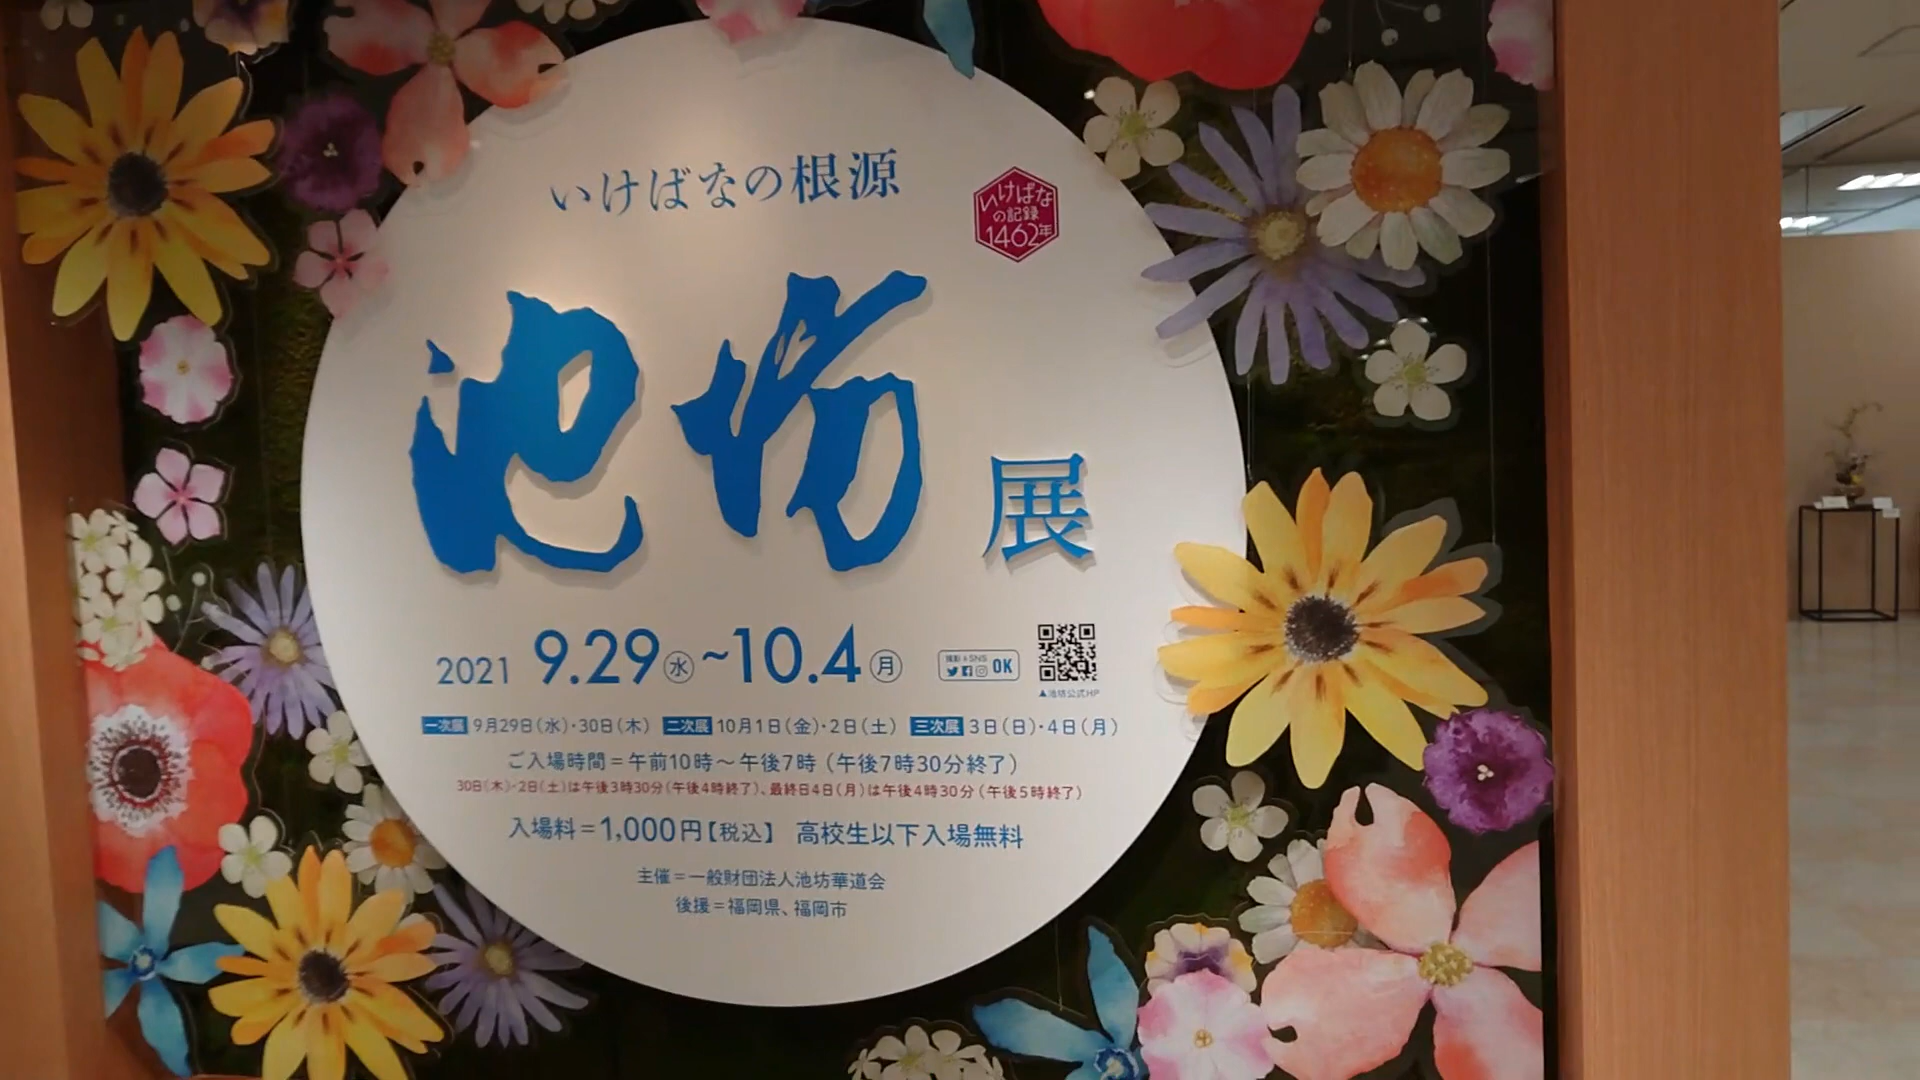 いけばなの根源
いけばな
の記録
1462年
池坊展
2021 9.29㊌~10.4㊊
撮影&SNS
OK
▲池坊公式HP
一次展 9月29日(水)・30日(木) 二次展 10月1日(金)・2日(土) 三次展 3日(日)・4日(月)
ご入場時間=午前10時〜午後7時(午後7時30分終了)
30日(木)・2日(土)は午後3時30分(午後4時終了)、最終日4日(月)は午後4時30分(午後5時終了)
入場料=1,000円【税込】 高校生以下入場無料
主催=一般財団法人池坊華道会
後援=福岡県、福岡市